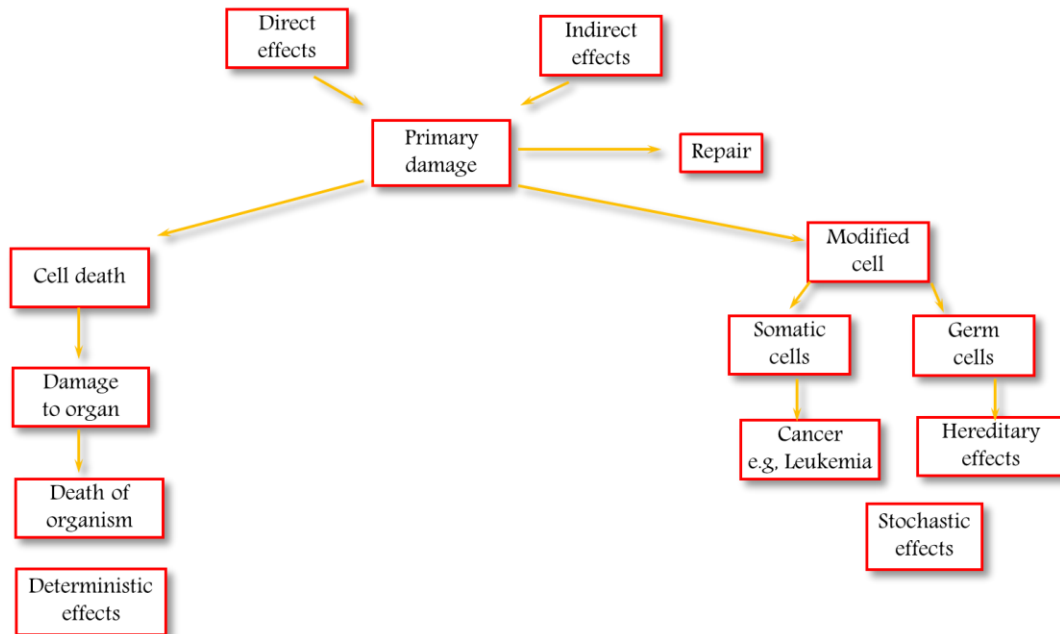 Direct
effects
Indirect
effects
Primary
damage
Repair
Modified
cell
Cell death
Somatic
cells
Germ
cells
Damage
to organ
Cancer
e.g, Leukemia
Hereditary
effects
Death of
organism
Stochastic
effects
Deterministic
effects